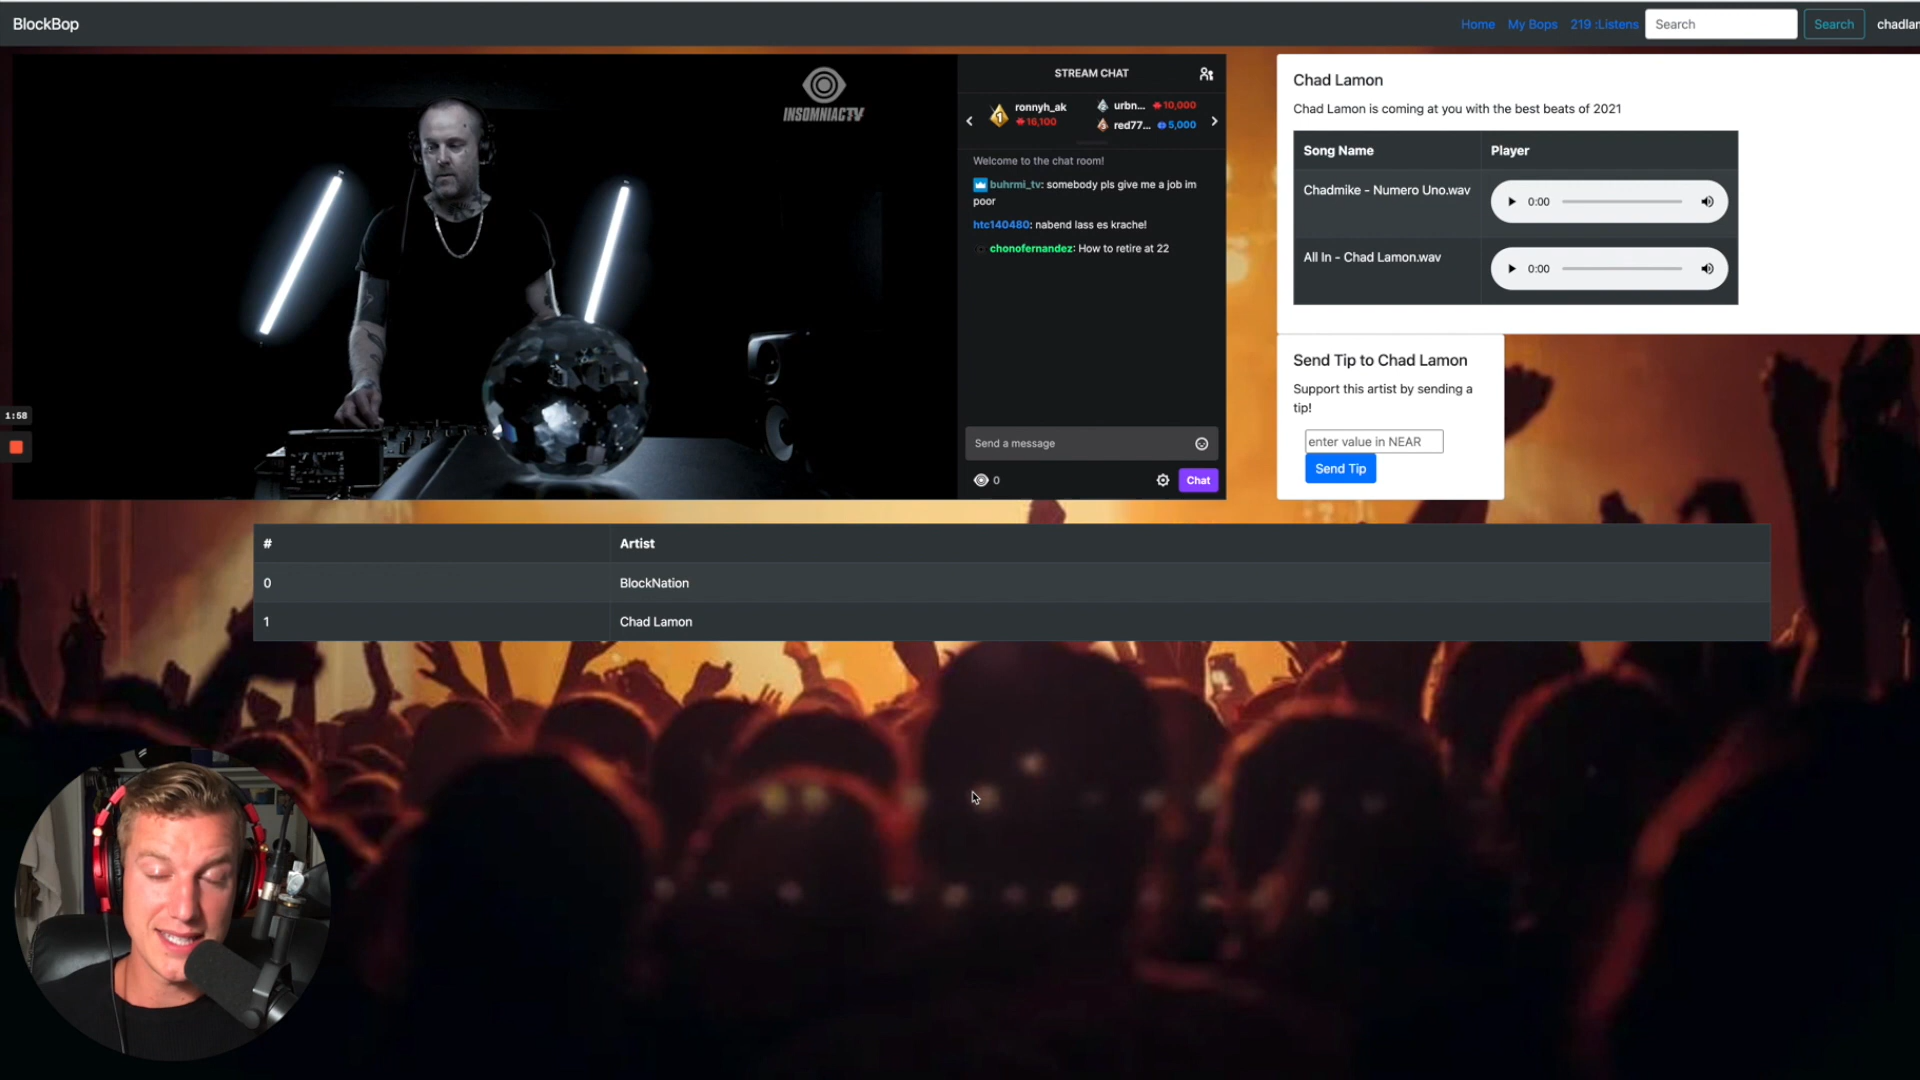 BlockBop
Home My Bops 219 :Listens Search Search chadlan
INSOMNIACTV
STREAM CHAT
1 ronnyh_ak 16,100
urbn... 10,000
red77... 5,000
Welcome to the chat room!
buhrmi_tv: somebody pls give me a job im
poor
htc140480: nabend lass es krache!
chonofernandez: How to retire at 22
Send a message
0 Chat
Chad Lamon
Chad Lamon is coming at you with the best beats of 2021
Song Name Player
Chadmike - Numero Uno.wav 0:00
All In - Chad Lamon.wav 0:00
Send Tip to Chad Lamon
Support this artist by sending a
tip!
enter value in NEAR
Send Tip
1:58
# Artist
0 BlockNation
1 Chad Lamon